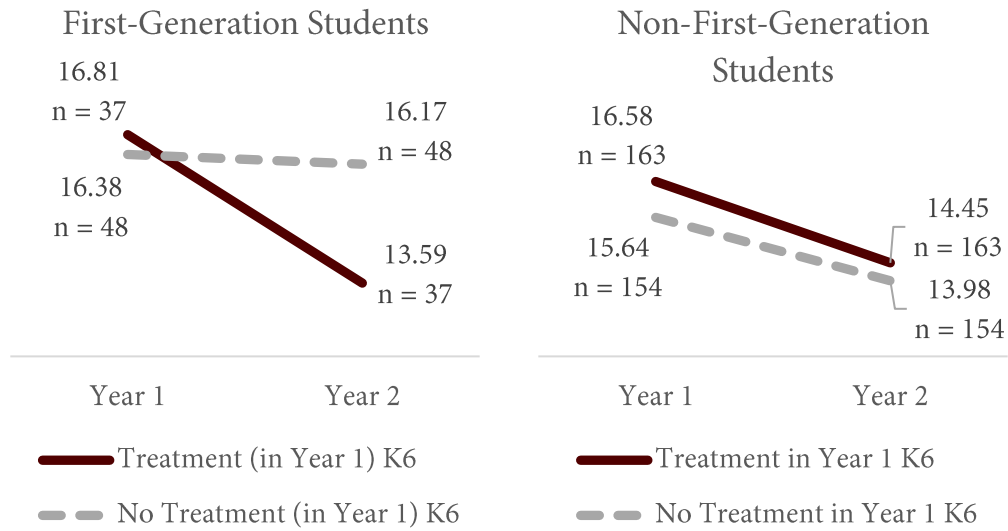 First-Generation Students
16.81
n = 37
16.17
n = 48
16.38
n = 48
13.59
n = 37
Year 1
Year 2
Treatment (in Year 1) K6
No Treatment (in Year 1) K6
Non-First-Generation
Students
16.58
n = 163
14.45
n = 163
15.64
n = 154
13.98
n = 154
Year 1
Year 2
Treatment in Year 1 K6
No Treatment in Year 1 K6